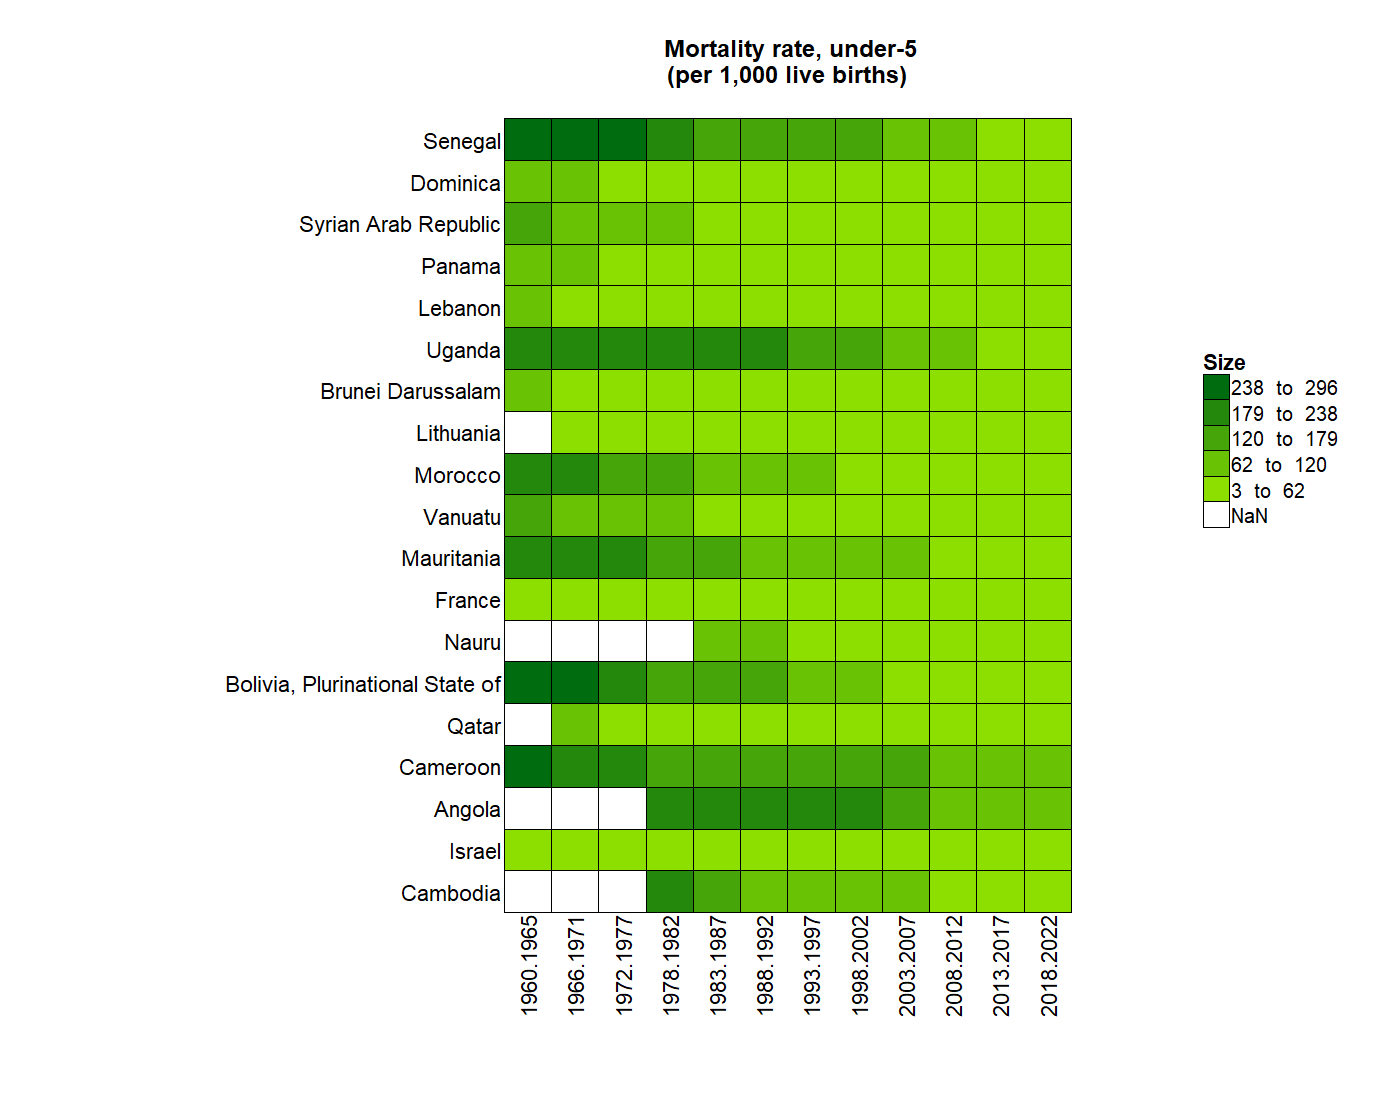 Mortality rate, under-5
(per 1,000 live births)
Senegal
Dominica
Syrian Arab Republic
Panama
Lebanon
Uganda
Brunei Darussalam
Lithuania
Morocco
Vanuatu
Mauritania
France
Nauru
Bolivia, Plurinational State of
Qatar
Cameroon
Angola
Israel
Cambodia
1960.1965
1966.1971
1972.1977
1978.1982
1983.1987
1988.1992
1993.1997
1998.2002
2003.2007
2008.2012
2013.2017
2018.2022
Size
238 to 296
179 to 238
120 to 179
62 to 120
3 to 62
NaN